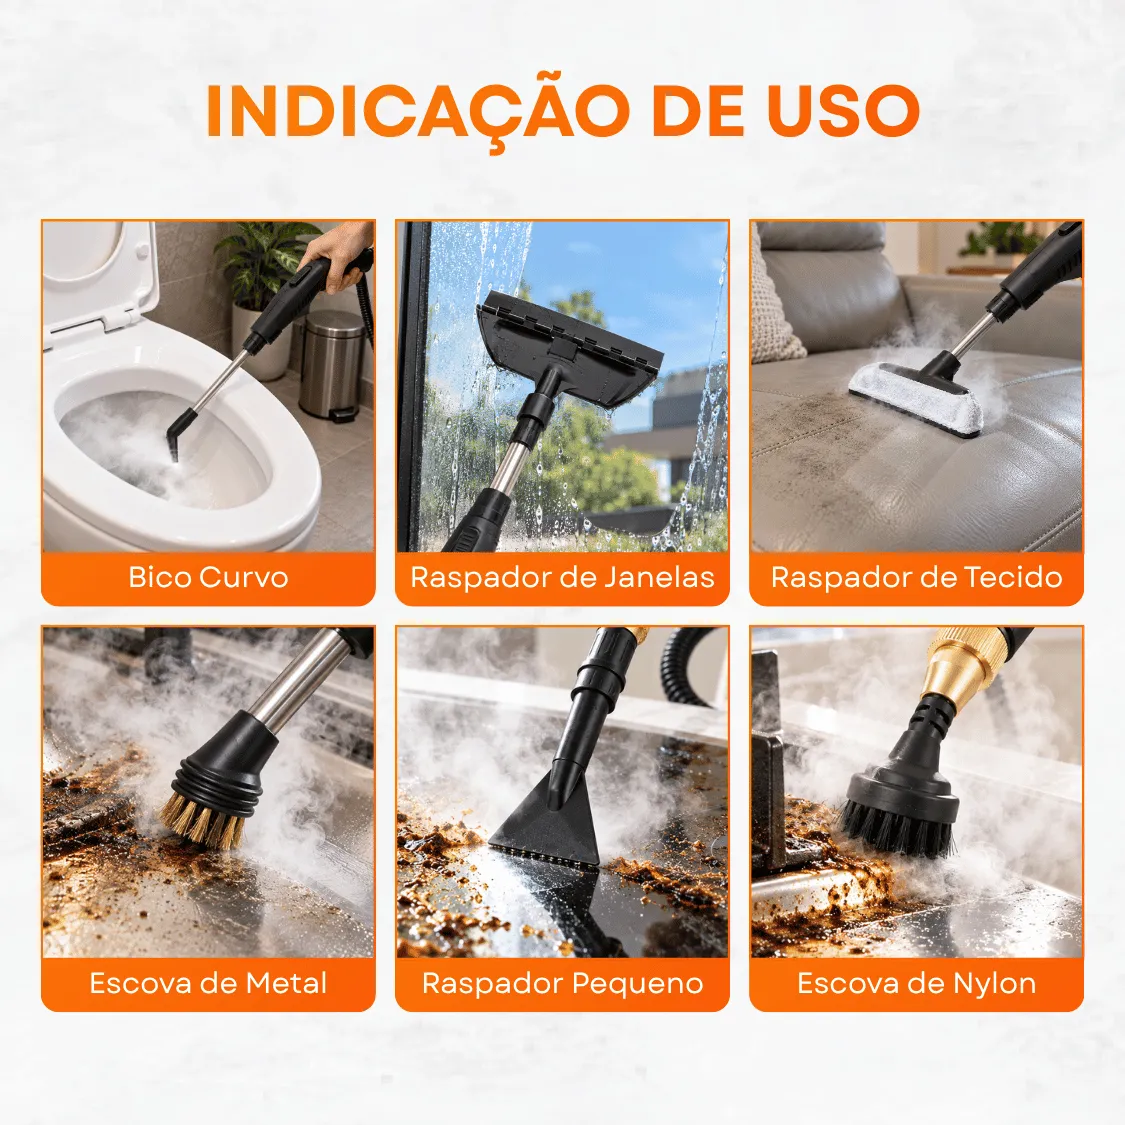 INDICAÇÃO DE USO
Bico Curvo
Raspador de Janelas
Raspador de Tecido
Escova de Metal
Raspador Pequeno
Escova de Nylon